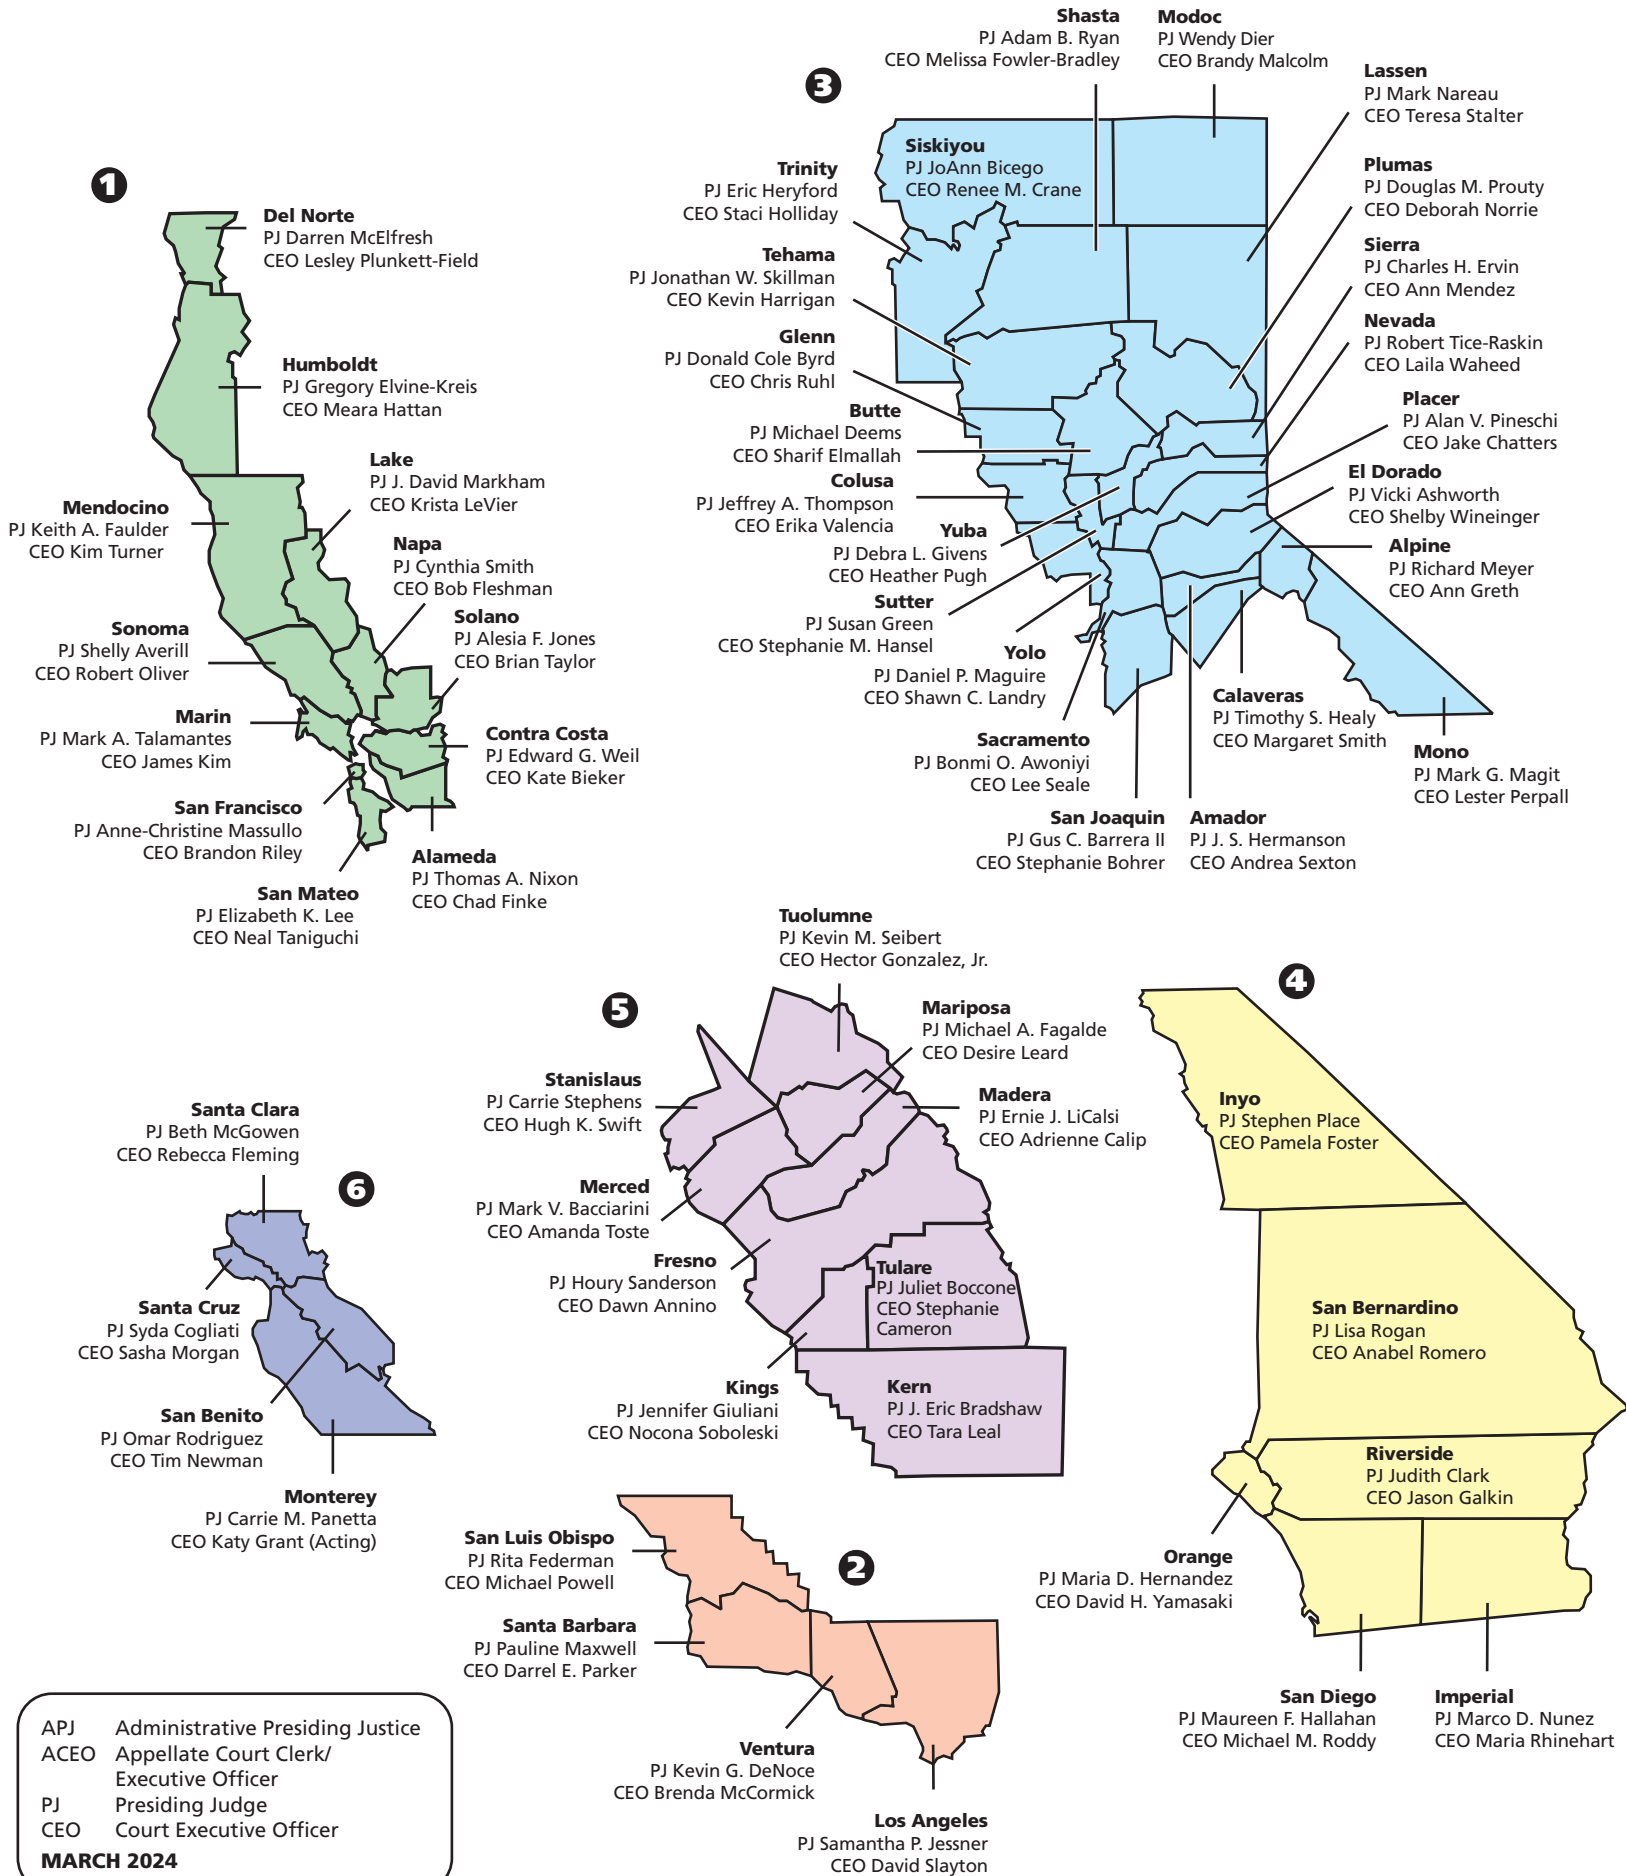 1
Del Norte
PJ Darren McElfresh
CEO Lesley Plunkett-Field
Humboldt
PJ Gregory Elvine-Kreis
CEO Meara Hattan
Lake
PJ J. David Markham
CEO Krista LeVier
Mendocino
PJ Keith A. Faulder
CEO Kim Turner
Napa
PJ Cynthia Smith
CEO Bob Fleshman
Solano
PJ Alesia F. Jones
CEO Brian Taylor
Sonoma
PJ Shelly Averill
CEO Robert Oliver
Marin
PJ Mark A. Talamantes
CEO James Kim
Contra Costa
PJ Edward G. Weil
CEO Kate Bieker
San Francisco
PJ Anne-Christine Massullo
CEO Brandon Riley
Alameda
PJ Thomas A. Nixon
CEO Chad Finke
San Mateo
PJ Elizabeth K. Lee
CEO Neal Taniguchi
3
Shasta
PJ Adam B. Ryan
CEO Melissa Fowler-Bradley
Modoc
PJ Wendy Dier
CEO Brandy Malcolm
Lassen
PJ Mark Nareau
CEO Teresa Stalter
Siskiyou
PJ JoAnn Bicego
CEO Renee M. Crane
Trinity
PJ Eric Heryford
CEO Staci Holliday
Plumas
PJ Douglas M. Prouty
CEO Deborah Norrie
Tehama
PJ Jonathan W. Skillman
CEO Kevin Harrigan
Sierra
PJ Charles H. Ervin
CEO Ann Mendez
Glenn
PJ Donald Cole Byrd
CEO Chris Ruhl
Nevada
PJ Robert Tice-Raskin
CEO Laila Waheed
Butte
PJ Michael Deems
CEO Sharif Elmallah
Placer
PJ Alan V. Pineschi
CEO Jake Chatters
Colusa
PJ Jeffrey A. Thompson
CEO Erika Valencia
El Dorado
PJ Vicki Ashworth
CEO Shelby Wineinger
Yuba
PJ Debra L. Givens
CEO Heather Pugh
Alpine
PJ Richard Meyer
CEO Ann Greth
Sutter
PJ Susan Green
CEO Stephanie M. Hansel
Yolo
PJ Daniel P. Maguire
CEO Shawn C. Landry
Calaveras
PJ Timothy S. Healy
CEO Margaret Smith
Sacramento
PJ Bonmi O. Awoniyi
CEO Lee Seale
Mono
PJ Mark G. Magit
CEO Lester Perpall
San Joaquin
PJ Gus C. Barrera II
CEO Stephanie Bohrer
Amador
PJ J. S. Hermanson
CEO Andrea Sexton
5
Tuolumne
PJ Kevin M. Seibert
CEO Hector Gonzalez, Jr.
Mariposa
PJ Michael A. Fagalde
CEO Desire Leard
Stanislaus
PJ Carrie Stephens
CEO Hugh K. Swift
Madera
PJ Ernie J. LiCalsi
CEO Adrienne Calip
Merced
PJ Mark V. Bacciarini
CEO Amanda Toste
Fresno
PJ Houry Sanderson
CEO Dawn Annino
Tulare
PJ Juliet Boccone
CEO Stephanie
Cameron
Kings
PJ Jennifer Giuliani
CEO Nocona Soboleski
Kern
PJ J. Eric Bradshaw
CEO Tara Leal
4
Inyo
PJ Stephen Place
CEO Pamela Foster
San Bernardino
PJ Lisa Rogan
CEO Anabel Romero
Riverside
PJ Judith Clark
CEO Jason Galkin
Orange
PJ Maria D. Hernandez
CEO David H. Yamasaki
San Diego
PJ Maureen F. Hallahan
CEO Michael M. Roddy
Imperial
PJ Marco D. Nunez
CEO Maria Rhinehart
6
Santa Clara
PJ Beth McGowen
CEO Rebecca Fleming
Santa Cruz
PJ Syda Cogliati
CEO Sasha Morgan
San Benito
PJ Omar Rodriguez
CEO Tim Newman
Monterey
PJ Carrie M. Panetta
CEO Katy Grant (Acting)
2
San Luis Obispo
PJ Rita Federman
CEO Michael Powell
Santa Barbara
PJ Pauline Maxwell
CEO Darrel E. Parker
Ventura
PJ Kevin G. DeNoce
CEO Brenda McCormick
Los Angeles
PJ Samantha P. Jessner
CEO David Slayton
APJ Administrative Presiding Justice
ACEO Appellate Court Clerk/
Executive Officer
PJ Presiding Judge
CEO Court Executive Officer
MARCH 2024